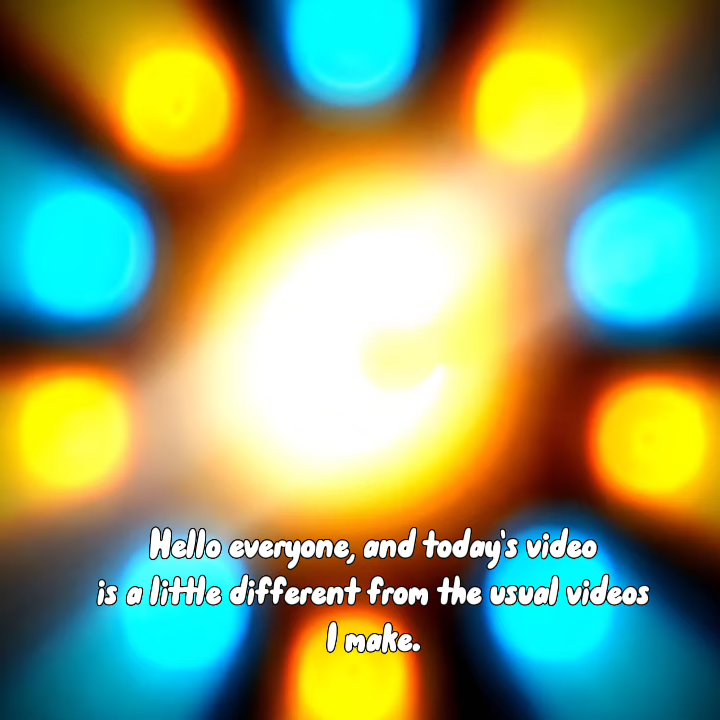 Hello everyone, and today's video
is a little different from the usual videos
I make.